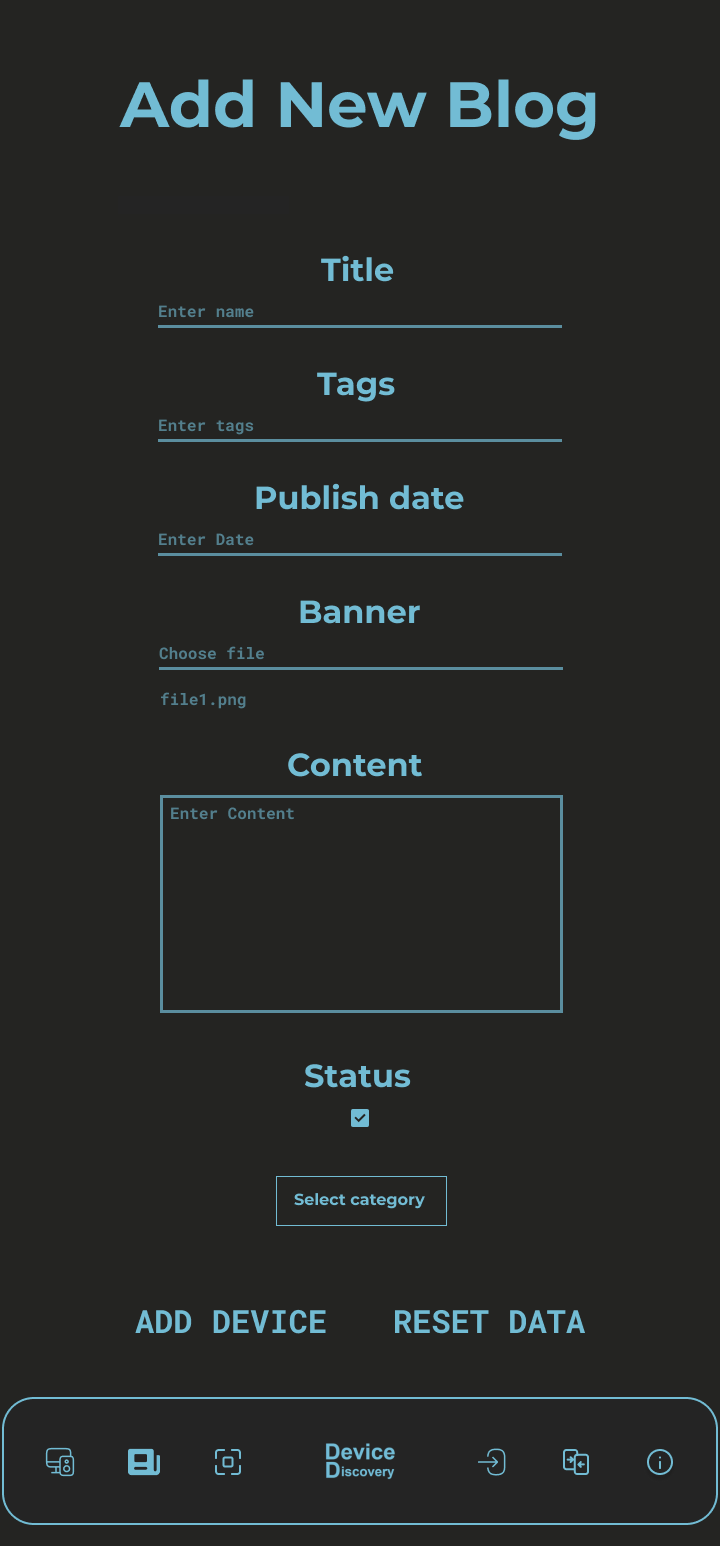 Add New Blog
Title
Enter name
Tags
Enter tags
Publish date
Enter Date
Banner
Choose file
file1.png
Content
Enter Content
Status
Select category
ADD DEVICE RESET DATA
Device
Discovery